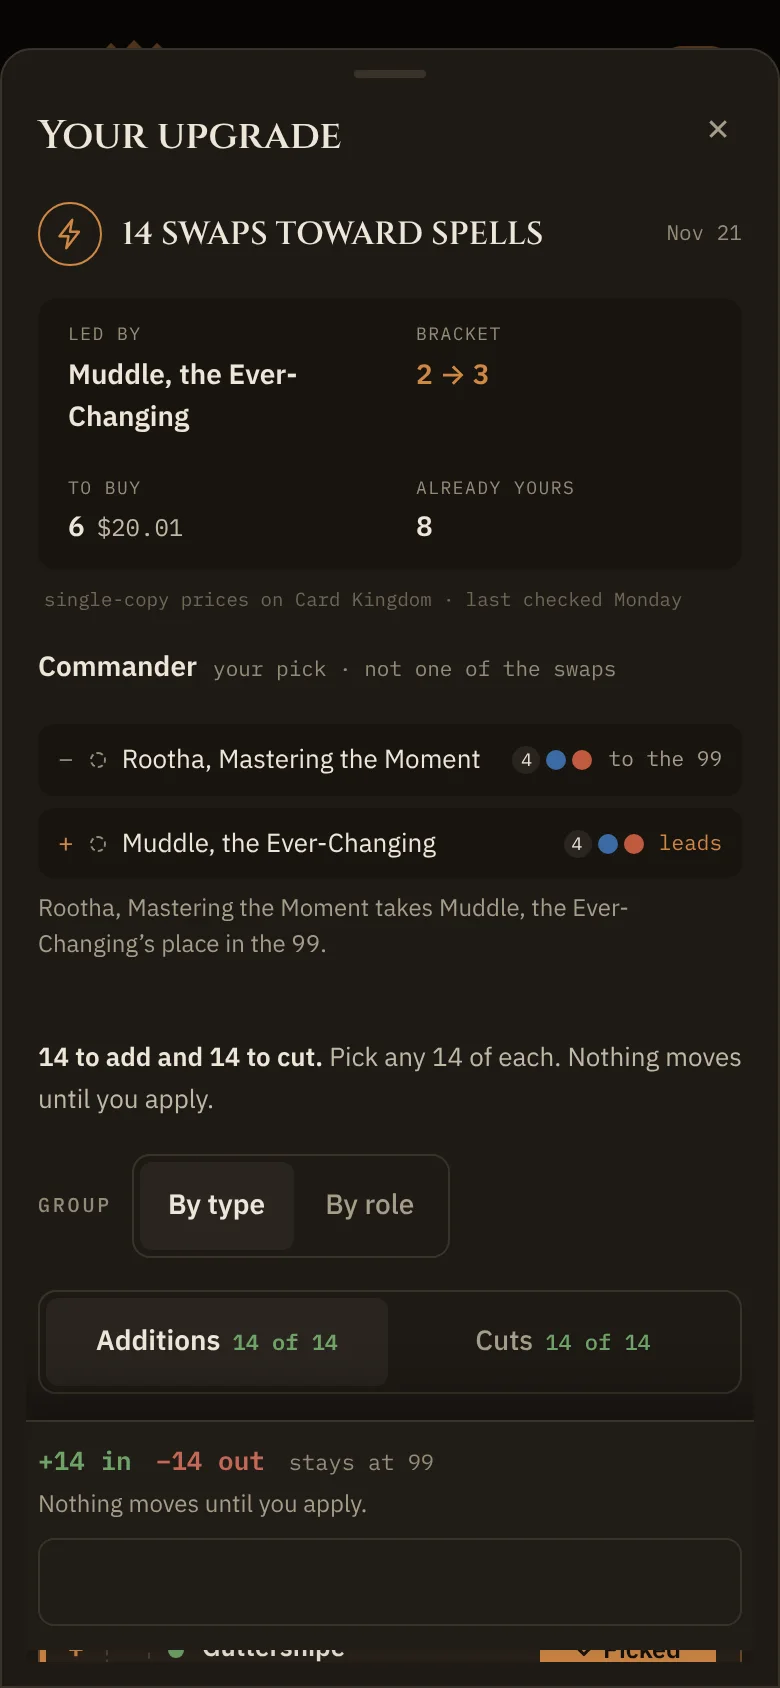 Your upgrade ×
14 SWAPS TOWARD SPELLS Nov 21
LED BY BRACKET
Muddle, the Ever-Changing 2 → 3
TO BUY ALREADY YOURS
6 $20.01 8
single-copy prices on Card Kingdom · last checked Monday
Commander your pick · not one of the swaps
− Rootha, Mastering the Moment 4 to the 99
+ Muddle, the Ever-Changing 4 leads
Rootha, Mastering the Moment takes Muddle, the Ever-
Changing’s place in the 99.
14 to add and 14 to cut. Pick any 14 of each. Nothing moves
until you apply.
GROUP By type By role
Additions 14 of 14 Cuts 14 of 14
+14 in −14 out stays at 99
Nothing moves until you apply.
+ Guttersnipe Picked